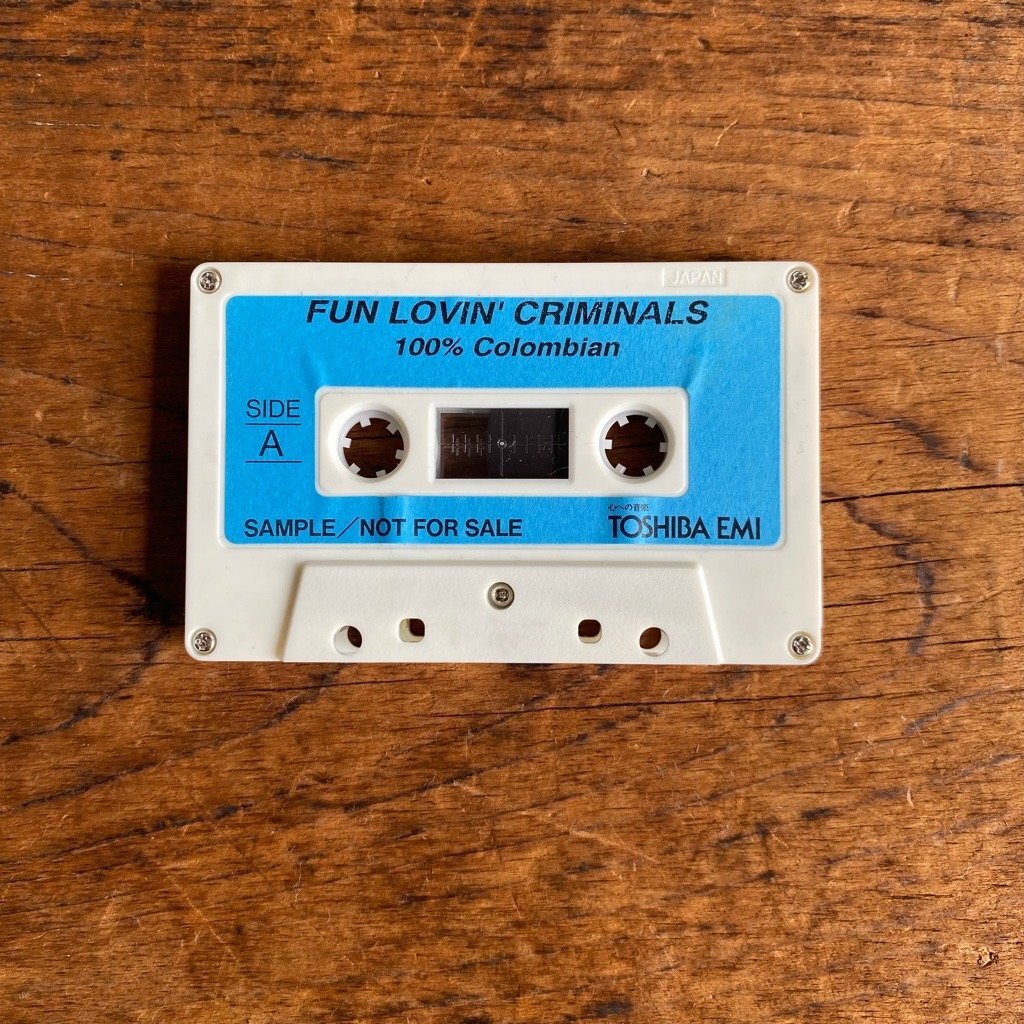 JAPAN
FUN LOVIN' CRIMINALS
100% Colombian
SIDE
A
SAMPLE/NOT FOR SALE
心への音楽
TOSHIBA EMI